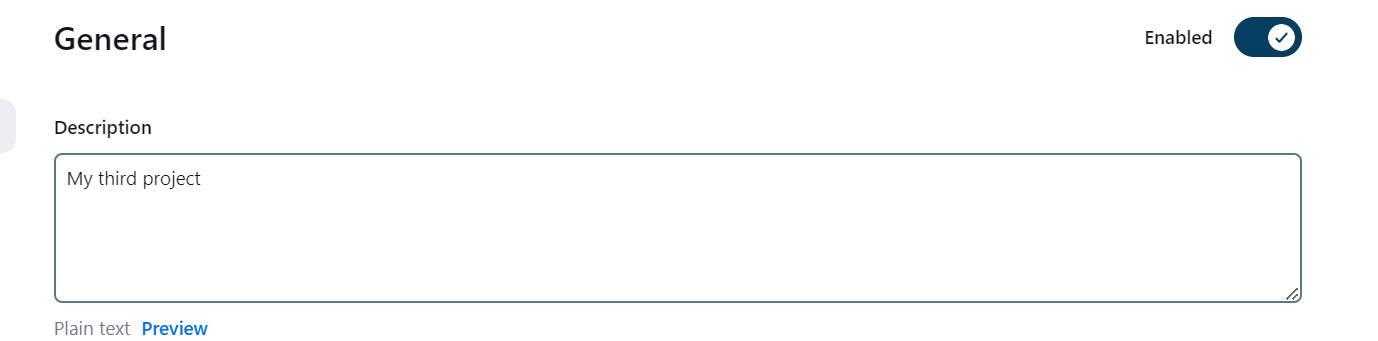 General
Enabled
Description
My third project
Plain text Preview